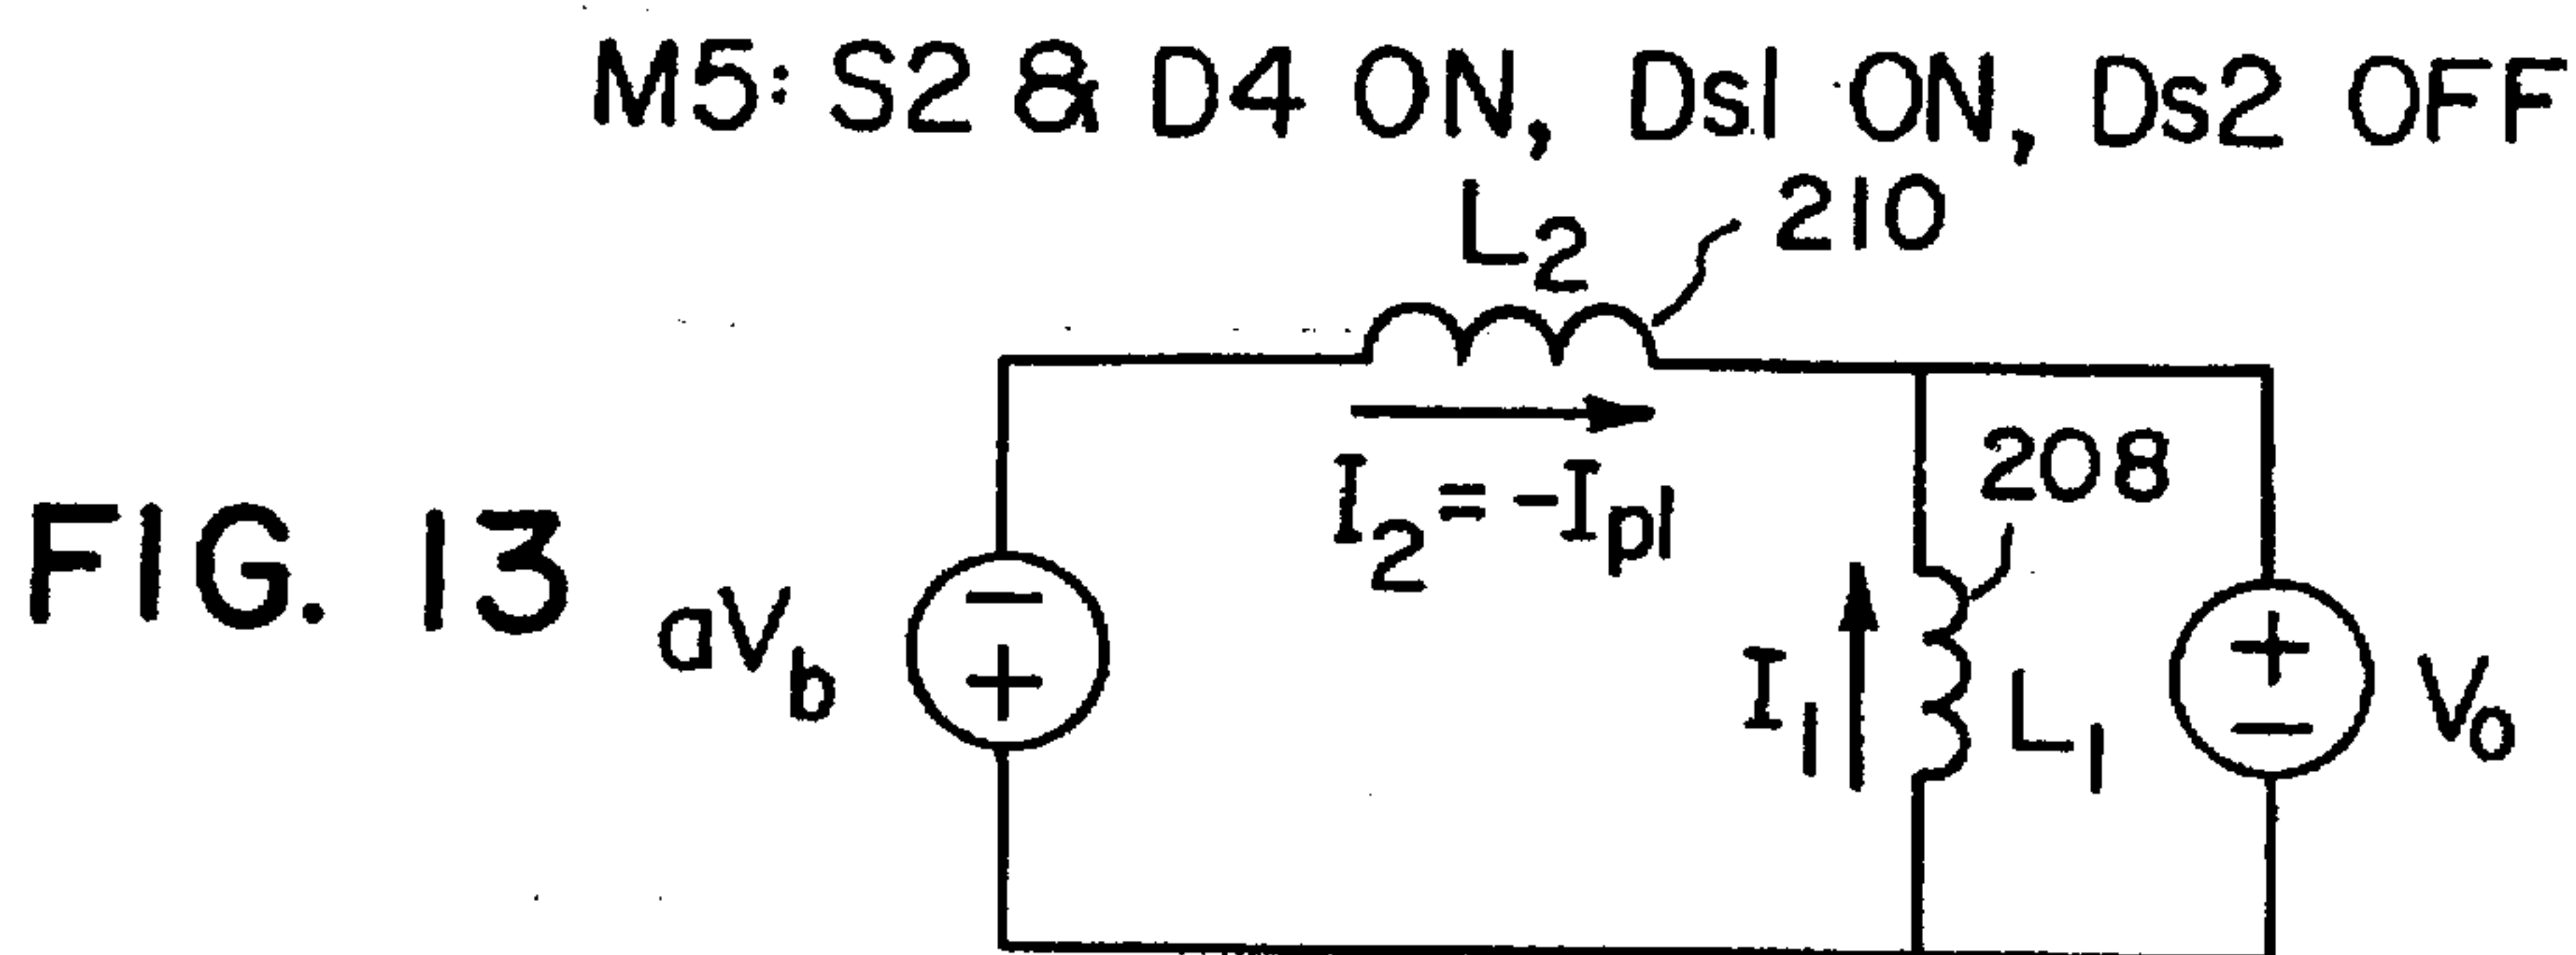 M5: S2 & D4 ON, Ds1 ON, Ds2 OFF
L2
210
I2 = -Ip1
208
FIG. 13
aVb
- +
I1
L1
+ -
Vo